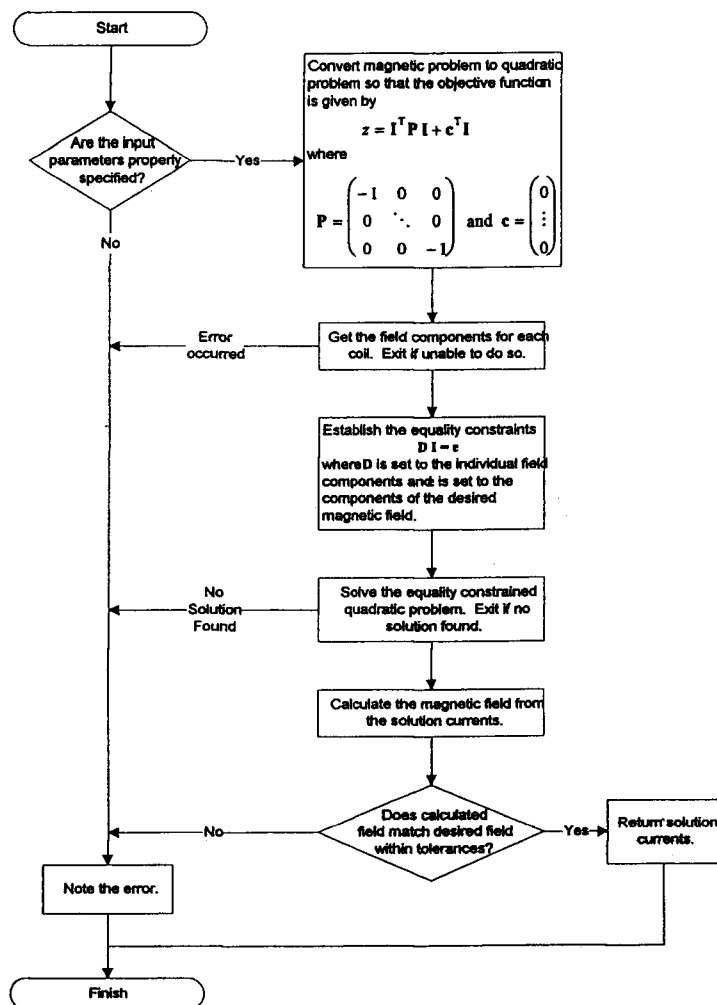 Start
Convert magnetic problem to quadratic
problem so that the objective function
is given by
z = I^T P I + c^T I
where
P = ( -1 0 0
0 ⋱ 0
0 0 -1 ) and c = ( 0
⋮
0 )
Are the input
parameters properly
specified?
Yes
No
Error
occurred
Get the field components for each
coil. Exit if unable to do so.
Establish the equality constraints
D I = e
where D is set to the individual field
components and is set to the
components of the desired
magnetic field.
No
Solution
Found
Solve the equality constrained
quadratic problem. Exit if no
solution found.
Calculate the magnetic field from
the solution currents.
Does calculated
field match desired field
within tolerances?
No
Yes
Return solution
currents.
Note the error.
Finish